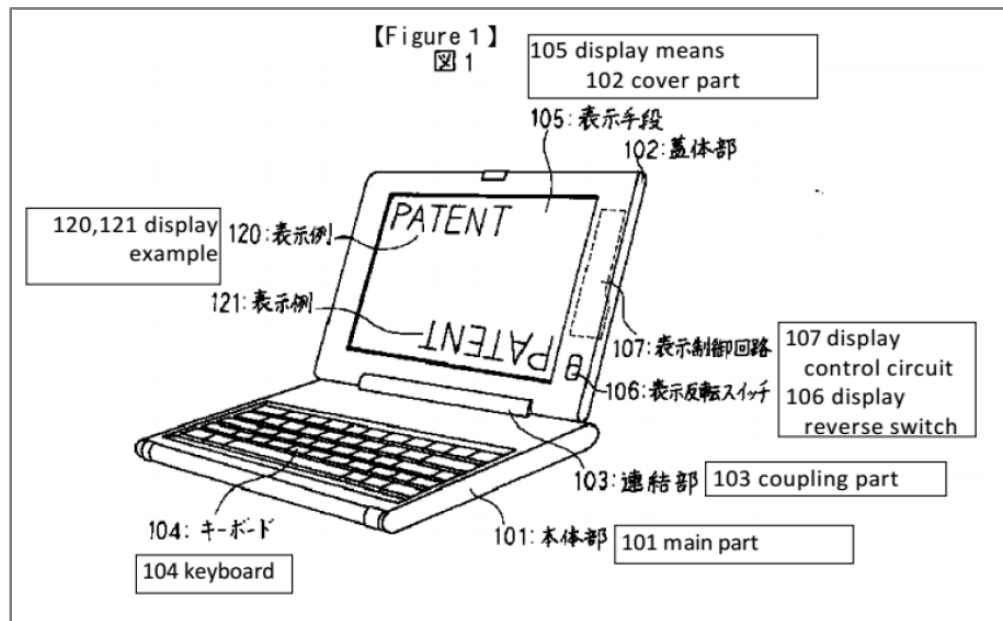 【Figure 1】
図1
105 display means
102 cover part
105:表示手段
102:蓋体部
PATENT
120,121 display
example
120:表示例
121:表示例
PATENT
107:表示制御回路
107 display
control circuit
106:表示反転スイッチ
106 display
reverse switch
103:連結部
103 coupling part
104:キーボード
101:本体部
101 main part
104 keyboard